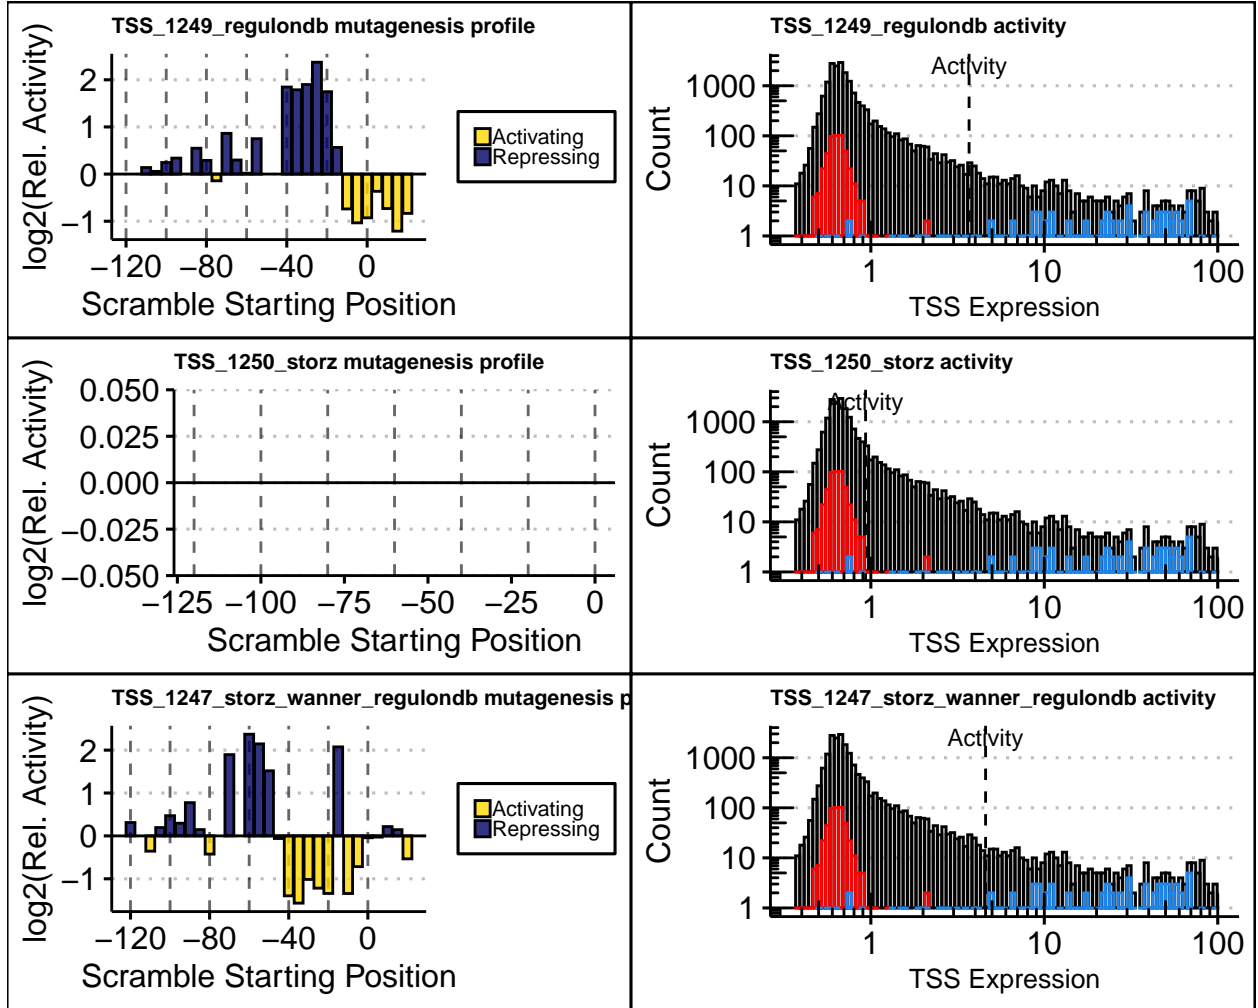 TSS_1249_regulondb mutagenesis profile
log2(Rel. Activity)
2
1
0
−1
−120 −80 −40 0
Scramble Starting Position
Activating
Repressing
TSS_1249_regulondb activity
Activity
Count
1000
100
10
1
1 10 100
TSS Expression
TSS_1250_storz mutagenesis profile
log2(Rel. Activity)
0.050
0.025
0.000
−0.025
−0.050
−125 −100 −75 −50 −25 0
Scramble Starting Position
TSS_1250_storz activity
Activity
Count
1000
100
10
1
1 10 100
TSS Expression
TSS_1247_storz_wanner_regulondb mutagenesis p
log2(Rel. Activity)
2
1
0
−1
−120 −80 −40 0
Scramble Starting Position
Activating
Repressing
TSS_1247_storz_wanner_regulondb activity
Activity
Count
1000
100
10
1
1 10 100
TSS Expression